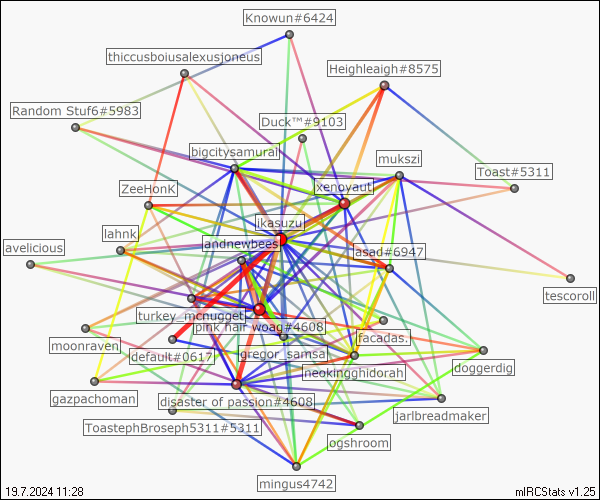 Knowun#6424
thiccusboiusalexusjoneus
Heighleigh#8575
Random Stuf6#5983
Duck™#9103
bigcitysamurai
mukszi
Toast#5311
ZeeHonK
xenoyaut
ikasuzu
lahnk
andnewbees
avelicious
asad#6947
tescoroll
turkey_mcnugget
pink hair woag#4608
facadas.
moonraven
default#0617
gregor_samsa
neokingghidorah
doggerdig
gazpachoman
disaster of passion#4608
jarlbreadmaker
ToastephBroseph5311#5311
ogshroom
mingus4742
19.7.2024 11:28
mIRCStats v1.25